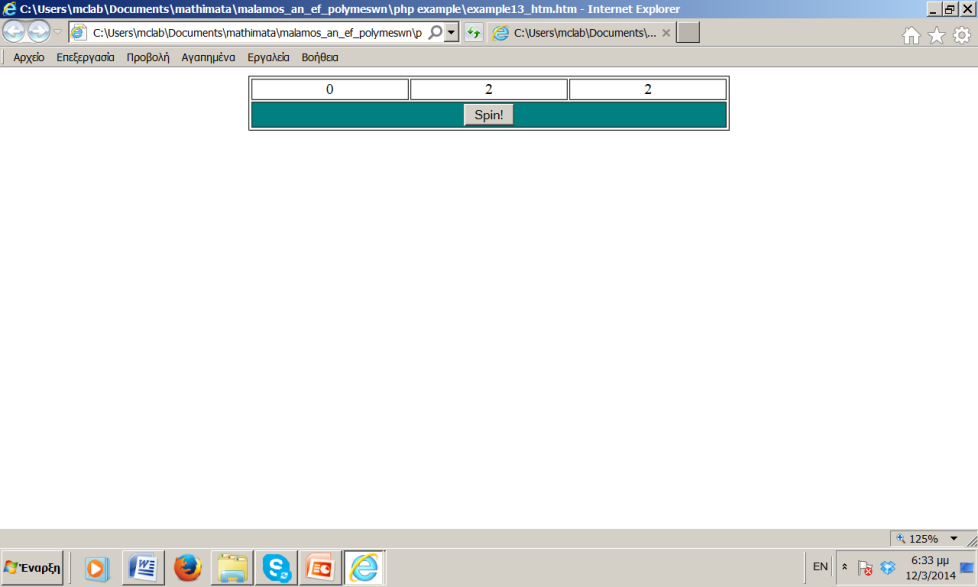 C:\Users\mclab\Documents\mathimata\malamos_an_ef_polymeswn\php example\example13_htm.htm - Internet Explorer
C:\Users\mclab\Documents\mathimata\malamos_an_ef_polymeswn\p C:\Users\mclab\Documents\...
Αρχείο Επεξεργασία Προβολή Αγαπημένα Εργαλεία Βοήθεια
0 2 2
Spin!
125%
Έναρξη EN 6:33 μμ
12/3/2014